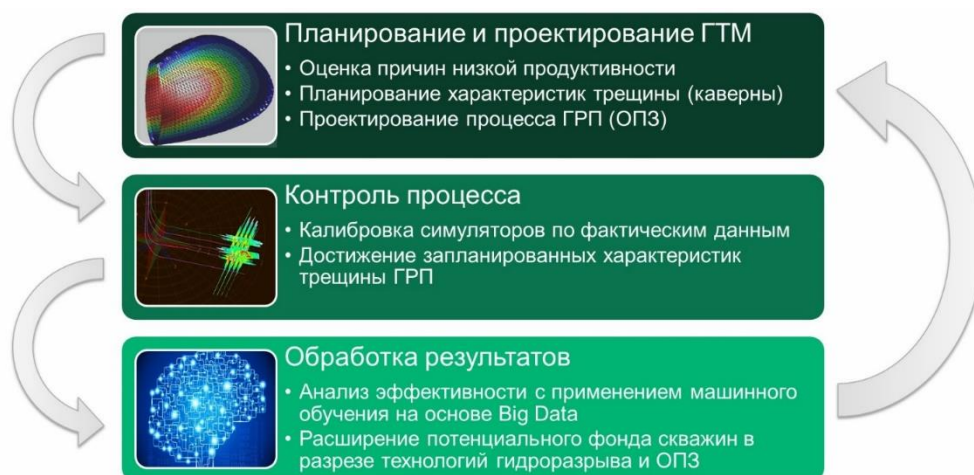 Планирование и проектирование ГТМ
• Оценка причин низкой продуктивности
• Планирование характеристик трещины (каверны)
• Проектирование процесса ГРП (ОПЗ)
Контроль процесса
• Калибровка симуляторов по фактическим данным
• Достижение запланированных характеристик
трещины ГРП
Обработка результатов
• Анализ эффективности с применением машинного
обучения на основе Big Data
• Расширение потенциального фонда скважин в
разрезе технологий гидроразрыва и ОПЗ